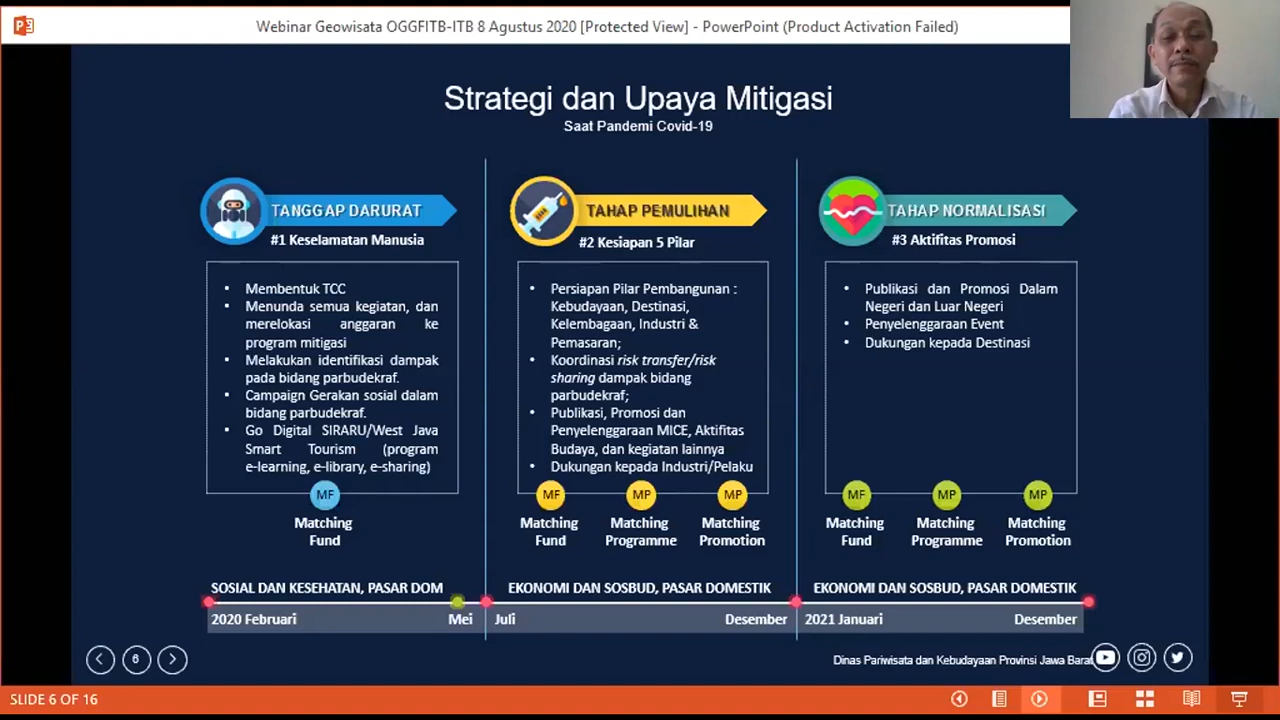 Webinar Geowisata OGGFITB-ITB 8 Agustus 2020 [Protected View] - PowerPoint (Product Activation Failed)
Strategi dan Upaya Mitigasi
Saat Pandemi Covid-19
TANGGAP DARURAT
#1 Keselamatan Manusia
• Membentuk TCC
• Menunda semua kegiatan, dan
merelokasi anggaran ke
program mitigasi
• Melakukan identifikasi dampak
pada bidang parbudekraf.
• Campaign Gerakan sosial dalam
bidang parbudekraf.
• Go Digital SIRARU/West Java
Smart Tourism (program
e-learning, e-library, e-sharing)
MF
Matching
Fund
SOSIAL DAN KESEHATAN, PASAR DOM
2020 Februari Mei
TAHAP PEMULIHAN
#2 Kesiapan 5 Pilar
• Persiapan Pilar Pembangunan :
Kebudayaan, Destinasi,
Kelembagaan, Industri &
Pemasaran;
• Koordinasi risk transfer/risk
sharing dampak bidang
parbudekraf;
• Publikasi, Promosi dan
Penyelenggaraan MICE, Aktifitas
Budaya, dan kegiatan lainnya
• Dukungan kepada Industri/Pelaku
MF MP MP
Matching Matching Matching
Fund Programme Promotion
EKONOMI DAN SOSBUD, PASAR DOMESTIK
Juli Desember
TAHAP NORMALISASI
#3 Aktifitas Promosi
• Publikasi dan Promosi Dalam
Negeri dan Luar Negeri
• Penyelenggaraan Event
• Dukungan kepada Destinasi
MF MP MP
Matching Matching Matching
Fund Programme Promotion
EKONOMI DAN SOSBUD, PASAR DOMESTIK
2021 Januari Desember
6
Dinas Pariwisata dan Kebudayaan Provinsi Jawa Barat
SLIDE 6 OF 16